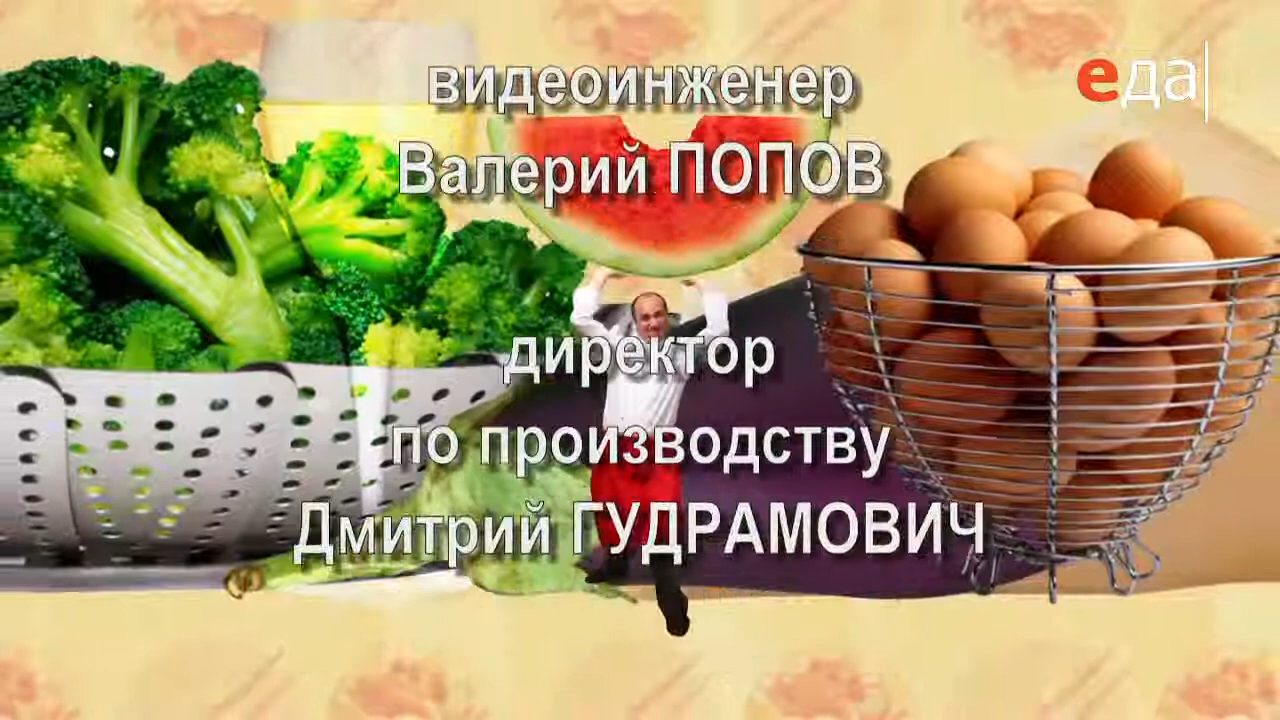 видеоинженер
еда
Валерий ПОПОВ
директор
по производству
Дмитрий ГУДРАМОВИЧ